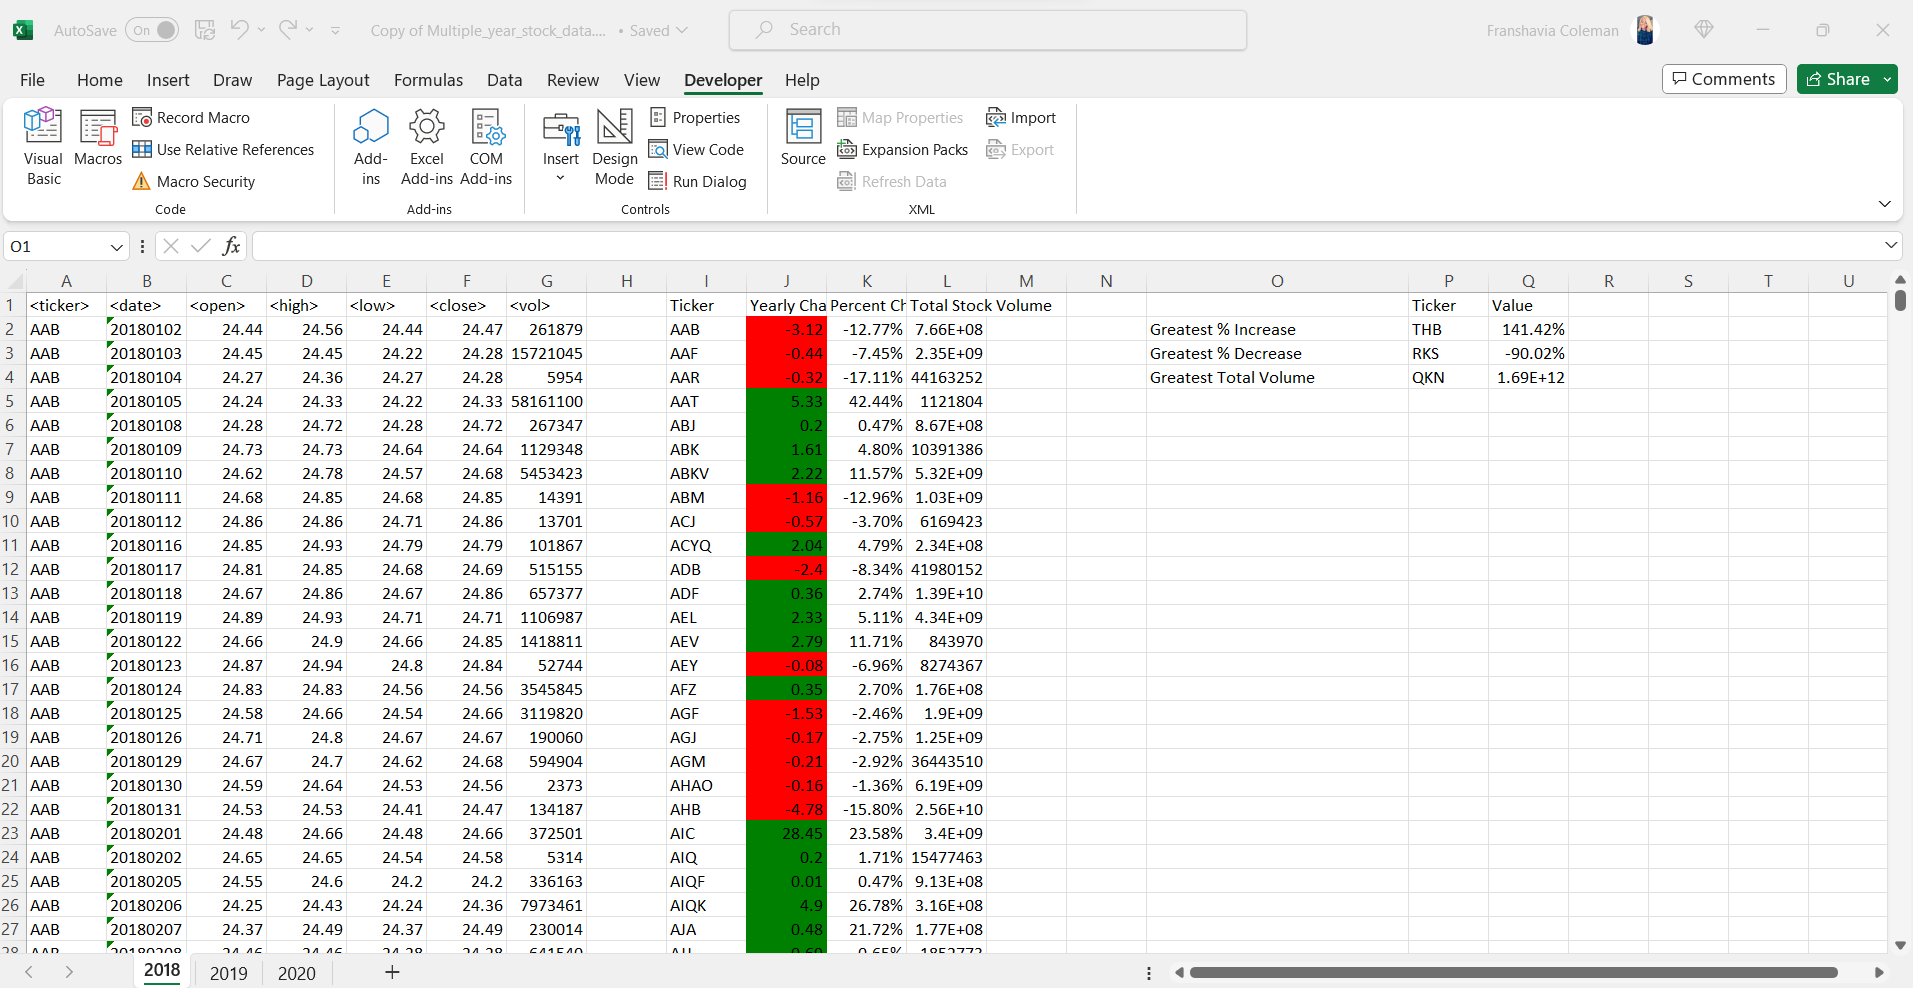 AutoSave On Copy of Multiple_year_stock_data.... • Saved Search Franshavia Coleman
File Home Insert Draw Page Layout Formulas Data Review View Developer Help Comments Share
Visual Basic Macros Record Macro Use Relative References Macro Security Code
Add-ins Excel Add-ins COM Add-ins Add-ins
Insert Design Mode Properties View Code Run Dialog Controls
Source Map Properties Expansion Packs Refresh Data Import Export XML
O1 fx
A B C D E F G H I J K L M N O P Q R S T U
1 <ticker> <date> <open> <high> <low> <close> <vol> Ticker Yearly Cha Percent Ch Total Stock Volume Ticker Value
2 AAB 20180102 24.44 24.56 24.44 24.47 261879 AAB -3.12 -12.77% 7.66E+08 Greatest % Increase THB 141.42%
3 AAB 20180103 24.45 24.45 24.22 24.28 15721045 AAF -0.44 -7.45% 2.35E+09 Greatest % Decrease RKS -90.02%
4 AAB 20180104 24.27 24.36 24.27 24.28 5954 AAR -0.32 -17.11% 44163252 Greatest Total Volume QKN 1.69E+12
5 AAB 20180105 24.24 24.33 24.22 24.33 58161100 AAT 5.33 42.44% 1121804
6 AAB 20180108 24.28 24.72 24.28 24.72 267347 ABJ 0.2 0.47% 8.67E+08
7 AAB 20180109 24.73 24.73 24.64 24.64 1129348 ABK 1.61 4.80% 10391386
8 AAB 20180110 24.62 24.78 24.57 24.68 5453423 ABKV 2.22 11.57% 5.32E+09
9 AAB 20180111 24.68 24.85 24.68 24.85 14391 ABM -1.16 -12.96% 1.03E+09
10 AAB 20180112 24.86 24.86 24.71 24.86 13701 ACJ -0.57 -3.70% 6169423
11 AAB 20180116 24.85 24.93 24.79 24.79 101867 ACYQ 2.04 4.79% 2.34E+08
12 AAB 20180117 24.81 24.85 24.68 24.69 515155 ADB -2.4 -8.34% 41980152
13 AAB 20180118 24.67 24.86 24.67 24.86 657377 ADF 0.36 2.74% 1.39E+10
14 AAB 20180119 24.89 24.93 24.71 24.71 1106987 AEL 2.33 5.11% 4.34E+09
15 AAB 20180122 24.66 24.9 24.66 24.85 1418811 AEV 2.79 11.71% 843970
16 AAB 20180123 24.87 24.94 24.8 24.84 52744 AEY -0.08 -6.96% 8274367
17 AAB 20180124 24.83 24.83 24.56 24.56 3545845 AFZ 0.35 2.70% 1.76E+08
18 AAB 20180125 24.58 24.66 24.54 24.66 3119820 AGF -1.53 -2.46% 1.9E+09
19 AAB 20180126 24.71 24.8 24.67 24.67 190060 AGJ -0.17 -2.75% 1.25E+09
20 AAB 20180129 24.67 24.7 24.62 24.68 594904 AGM -0.21 -2.92% 36443510
21 AAB 20180130 24.59 24.64 24.53 24.56 2373 AHAO -0.16 -1.36% 6.19E+09
22 AAB 20180131 24.53 24.53 24.41 24.47 134187 AHB -4.78 -15.80% 2.56E+10
23 AAB 20180201 24.48 24.66 24.48 24.66 372501 AIC 28.45 23.58% 3.4E+09
24 AAB 20180202 24.65 24.65 24.54 24.58 5314 AIQ 0.2 1.71% 15477463
25 AAB 20180205 24.55 24.6 24.2 24.2 336163 AIQF 0.01 0.47% 9.13E+08
26 AAB 20180206 24.25 24.43 24.24 24.36 7973461 AIQK 4.9 26.78% 3.16E+08
27 AAB 20180207 24.37 24.49 24.37 24.49 230014 AJA 0.48 21.72% 1.77E+08
2018 2019 2020